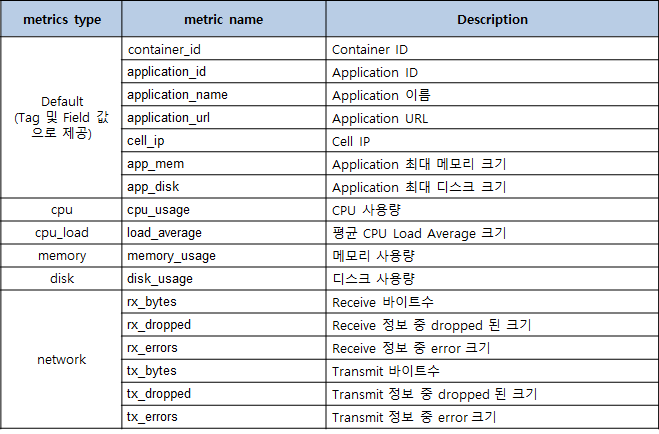 metrics type metric name Description
Default
(Tag 및 Field 값
으로 제공)
container_id Container ID
application_id Application ID
application_name Application 이름
application_url Application URL
cell_ip Cell IP
app_mem Application 최대 메모리 크기
app_disk Application 최대 디스크 크기
cpu cpu_usage CPU 사용량
cpu_load load_average 평균 CPU Load Average 크기
memory memory_usage 메모리 사용량
disk disk_usage 디스크 사용량
network
rx_bytes Receive 바이트수
rx_dropped Receive 정보 중 dropped 된 크기
rx_errors Receive 정보 중 error 크기
tx_bytes Transmit 바이트수
tx_dropped Transmit 정보 중 dropped 된 크기
tx_errors Transmit 정보 중 error 크기